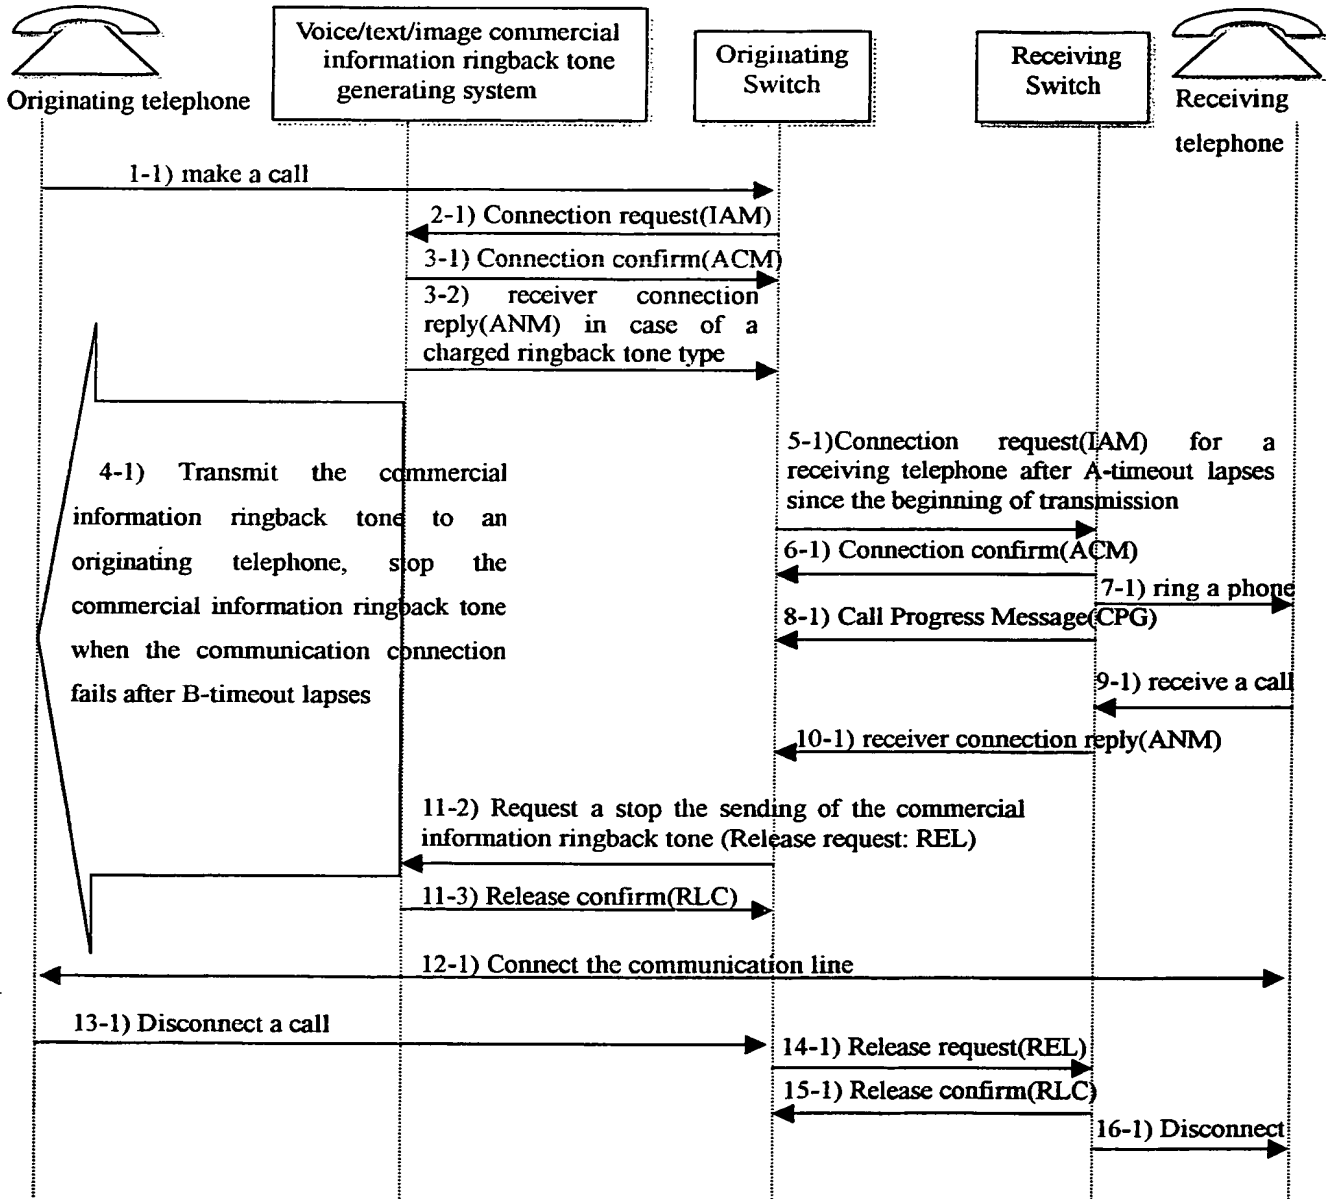 Originating telephone
Voice/text/image commercial
information ringback tone
generating system
Originating
Switch
Receiving
Switch
Receiving
telephone
1-1) make a call
2-1) Connection request(IAM)
3-1) Connection confirm(ACM)
3-2) receiver connection
reply(ANM) in case of a
charged ringback tone type
4-1) Transmit the commercial
information ringback tone to an
originating telephone, stop the
commercial information ringback tone
when the communication connection
fails after B-timeout lapses
5-1)Connection request(IAM) for a
receiving telephone after A-timeout lapses
since the beginning of transmission
6-1) Connection confirm(ACM)
7-1) ring a phone
8-1) Call Progress Message(CPG)
9-1) receive a call
10-1) receiver connection reply(ANM)
11-2) Request a stop the sending of the commercial
information ringback tone (Release request: REL)
11-3) Release confirm(RLC)
12-1) Connect the communication line
13-1) Disconnect a call
14-1) Release request(REL)
15-1) Release confirm(RLC)
16-1) Disconnect